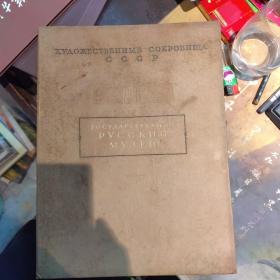 ХУДОЖЕСТВЕННЫЕ СОКРОВИЩА
СССР
ГОСУДАРСТВЕННЫЙ
РУССКИЙ
МУЗЕЙ